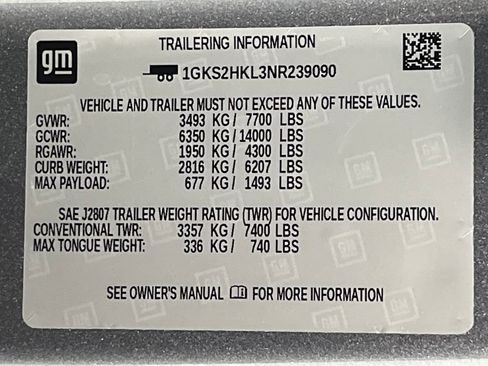 gm
TRAILERING INFORMATION
1GKS2HKL3NR239090
VEHICLE AND TRAILER MUST NOT EXCEED ANY OF THESE VALUES.
GVWR: 3493 KG/ 7700 LBS
GCWR: 6350 KG/ 14000 LBS
RGAWR: 1950 KG/ 4300 LBS
CURB WEIGHT: 2816 KG/ 6207 LBS
MAX PAYLOAD: 677 KG/ 1493 LBS
SAE J2807 TRAILER WEIGHT RATING (TWR) FOR VEHICLE CONFIGURATION.
CONVENTIONAL TWR: 3357 KG/ 7400 LBS
MAX TONGUE WEIGHT: 336 KG/ 740 LBS
SEE OWNER'S MANUAL FOR MORE INFORMATION